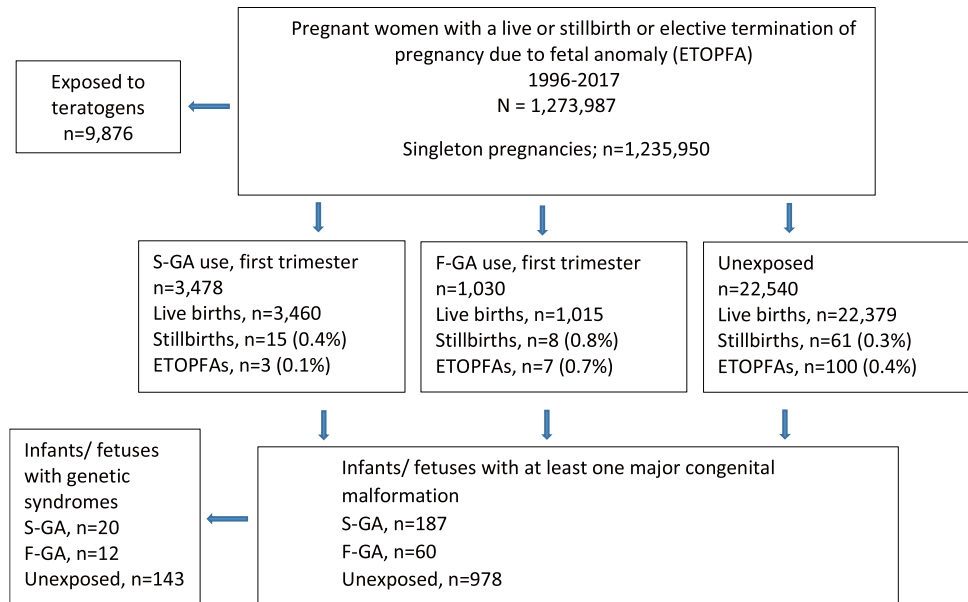 Pregnant women with a live or stillbirth or elective termination of
pregnancy due to fetal anomaly (ETOPFA)
1996-2017
N = 1,273,987
Singleton pregnancies; n=1,235,950
Exposed to
teratogens
n=9,876
S-GA use, first trimester
n=3,478
Live births, n=3,460
Stillbirths, n=15 (0.4%)
ETOPFAs, n=3 (0.1%)
F-GA use, first trimester
n=1,030
Live births, n=1,015
Stillbirths, n=8 (0.8%)
ETOPFAs, n=7 (0.7%)
Unexposed
n=22,540
Live births, n=22,379
Stillbirths, n=61 (0.3%)
ETOPFAs, n=100 (0.4%)
Infants/ fetuses
with genetic
syndromes
S-GA, n=20
F-GA, n=12
Unexposed, n=143
Infants/ fetuses with at least one major congenital
malformation
S-GA, n=187
F-GA, n=60
Unexposed, n=978